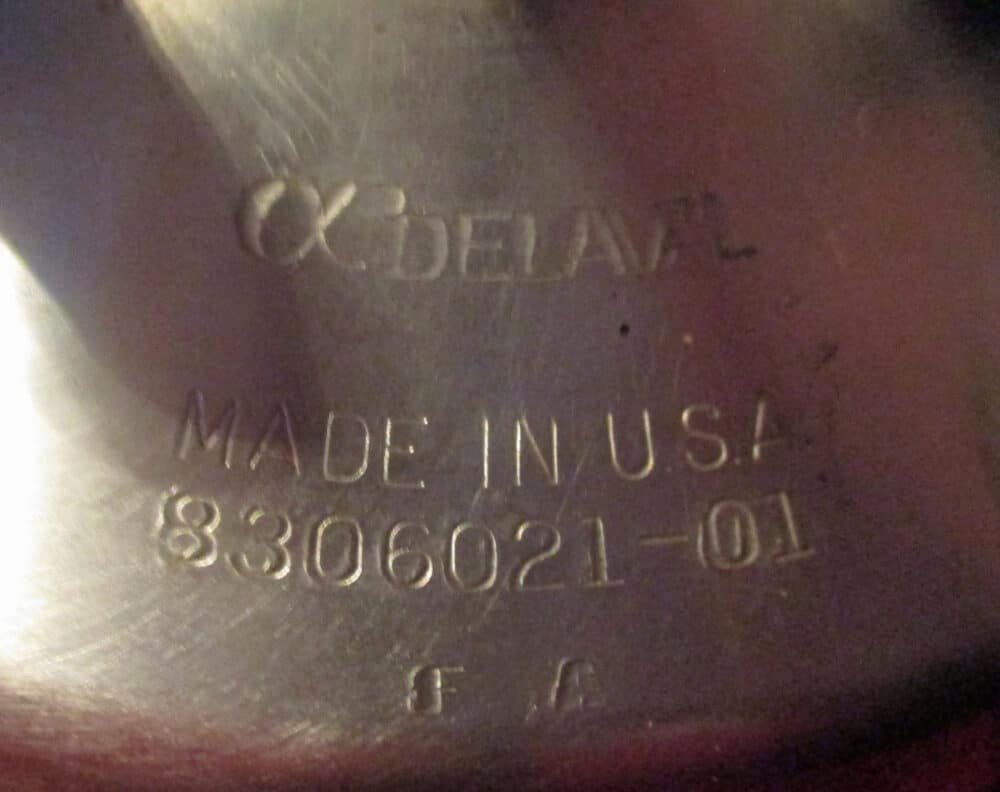 α DELAVAL
MADE IN U.S.A
8306021-01